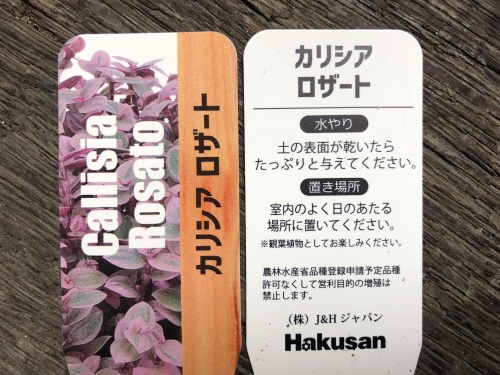 Callisia
Rosato
カリシア ロザート
カリシア
ロザート
水やり
土の表面が乾いたら
たっぷりと与えてください。
置き場所
室内のよく日のあたる
場所に置いてください。
※観葉植物としてお楽しみください。
農林水産省品種登録申請予定品種
許可なくして営利目的の増殖は
禁止します。
(株) J&Hジャパン
Hakusan